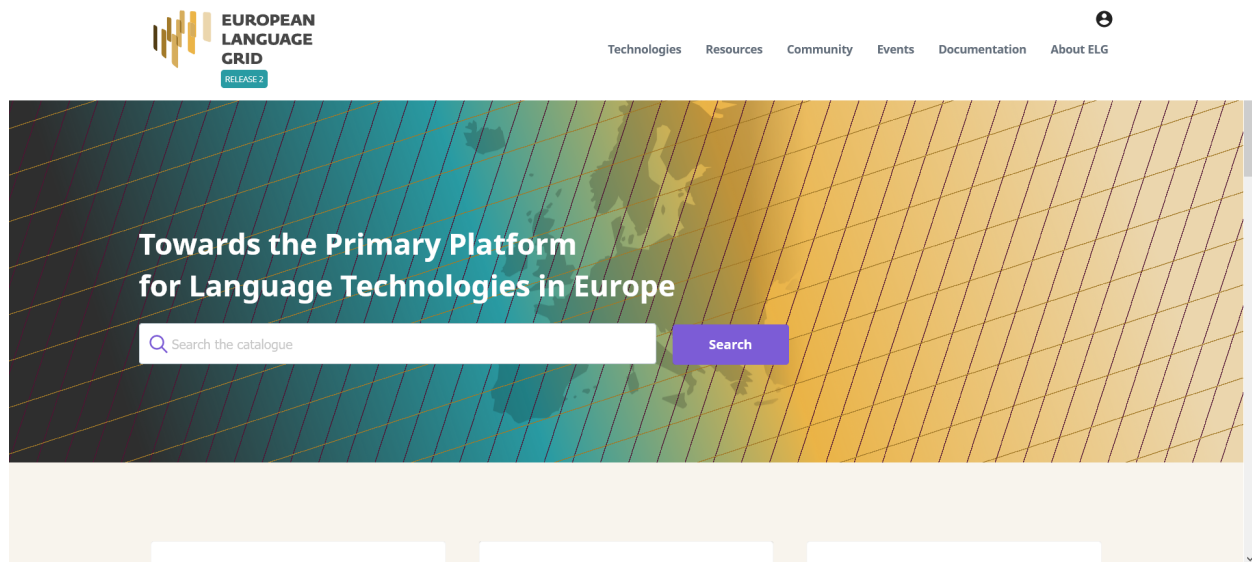 EUROPEAN
LANGUAGE
GRID
RELEASE 2
Technologies Resources Community Events Documentation About ELG
Towards the Primary Platform
for Language Technologies in Europe
Search the catalogue
Search